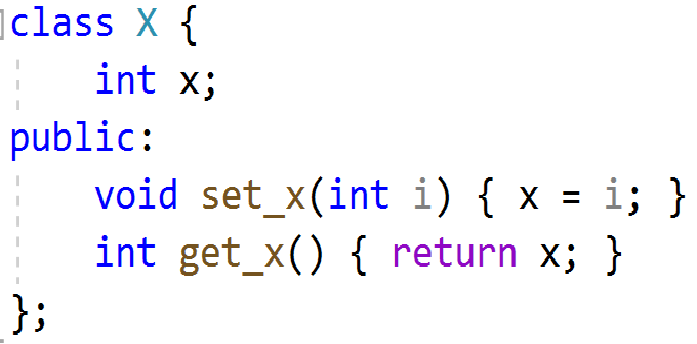 class X {
    int x;
public:
    void set_x(int i) { x = i; }
    int get_x() { return x; }
};